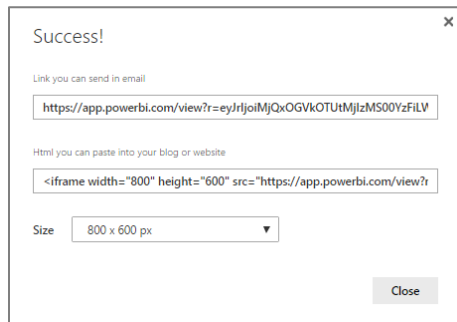 Success!
Link you can send in email
https://app.powerbi.com/view?r=eyJrIjoiMjQxOGVkOTUtMjIzMS00YzFiLW
Html you can paste into your blog or website
<iframe width="800" height="600" src="https://app.powerbi.com/view?r
Size 800 x 600 px
Close